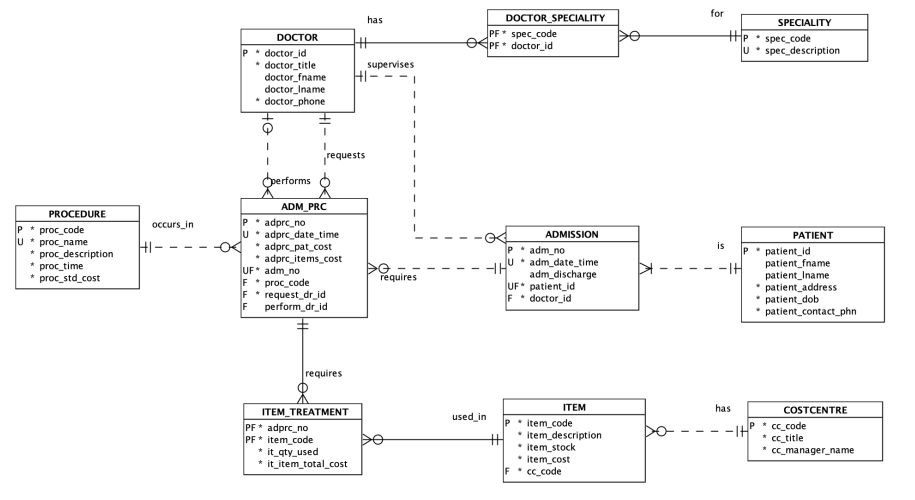 has
DOCTOR
P * doctor_id
* doctor_title
doctor_fname
doctor_lname
* doctor_phone
DOCTOR_SPECIALITY
PF * spec_code
PF * doctor_id
for
SPECIALITY
P * spec_code
U * spec_description
supervises
requests
performs
PROCEDURE
P * proc_code
U * proc_name
* proc_description
* proc_time
* proc_std_cost
occurs_in
ADM_PRC
P * adprc_no
U * adprc_date_time
* adprc_pat_cost
* adprc_items_cost
UF * adm_no
F * proc_code
F * request_dr_id
F perform_dr_id
requires
ADMISSION
P * adm_no
U * adm_date_time
adm_discharge
UF * patient_id
F * doctor_id
is
PATIENT
P * patient_id
patient_fname
patient_lname
* patient_address
* patient_dob
* patient_contact_phn
requires
ITEM_TREATMENT
PF * adprc_no
PF * item_code
* it_qty_used
* it_item_total_cost
used_in
ITEM
P * item_code
* item_description
* item_stock
* item_cost
F * cc_code
has
COSTCENTRE
P * cc_code
* cc_title
* cc_manager_name